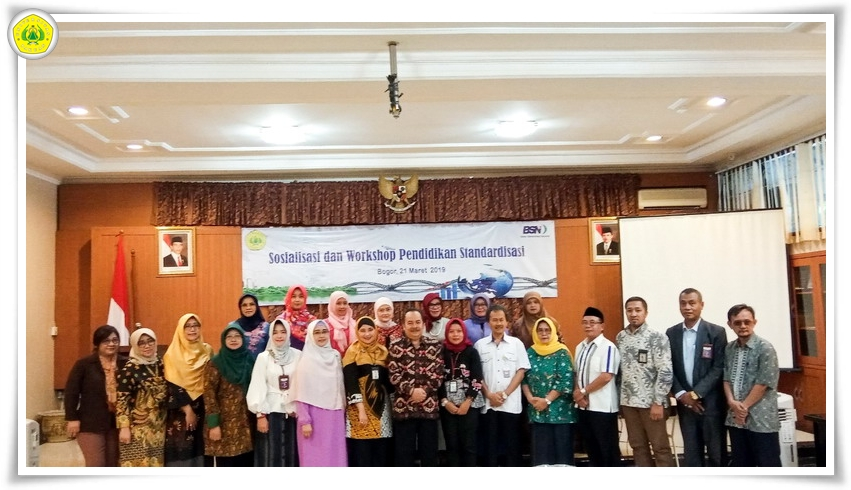 Sosialisasi dan Workshop Pendidikan Standardisasi
Bogor, 21 Maret 2019
BSN